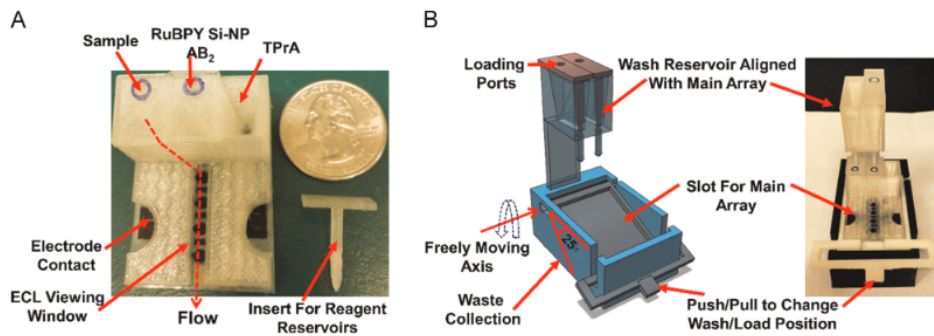 A
Sample
RuBPY Si-NP
AB2
TPrA
Electrode
Contact
ECL Viewing
Window
Flow
Insert For Reagent
Reservoirs
B
Loading
Ports
Wash Reservoir Aligned
With Main Array
Slot For Main
Array
Freely Moving
Axis
25°
Waste
Collection
Push/Pull to Change
Wash/Load Position